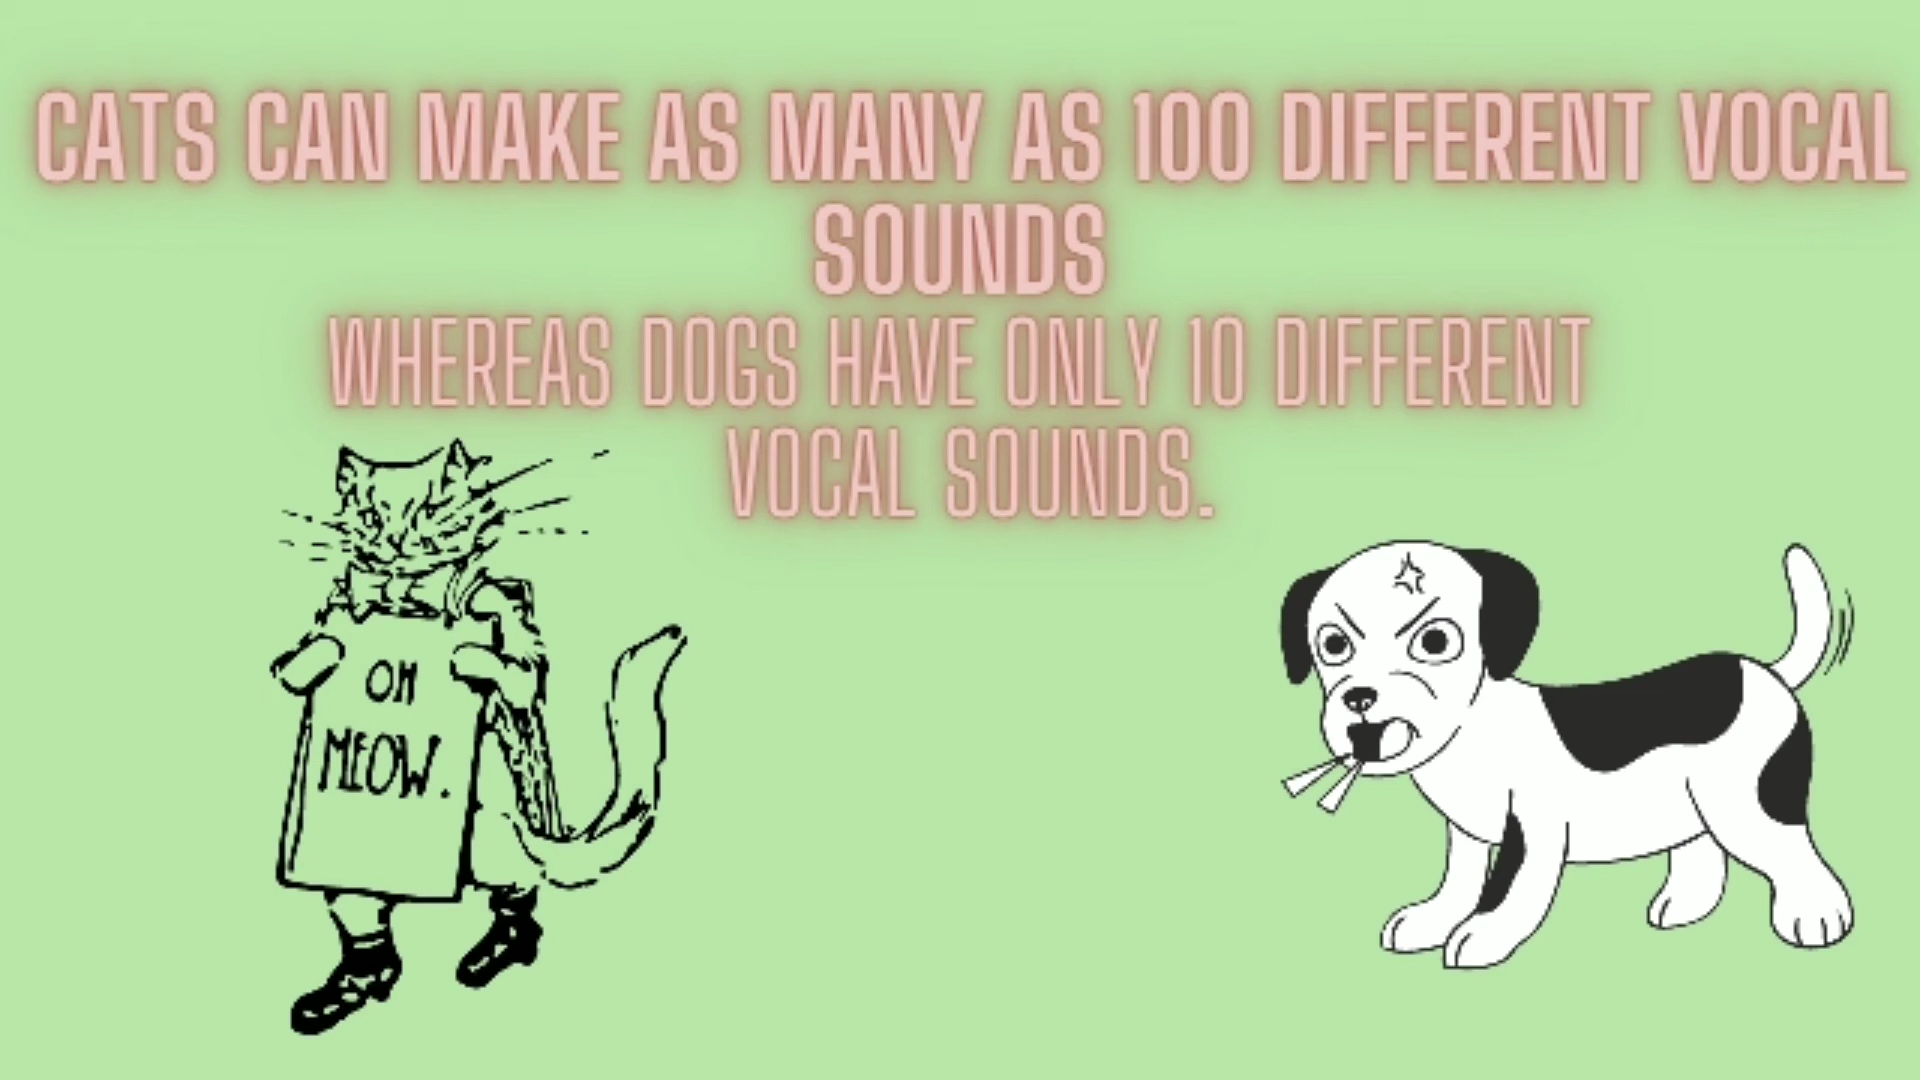 CATS CAN MAKE AS MANY AS 100 DIFFERENT VOCAL
SOUNDS
WHEREAS DOGS HAVE ONLY 10 DIFFERENT
VOCAL SOUNDS.
OH
MEOW.